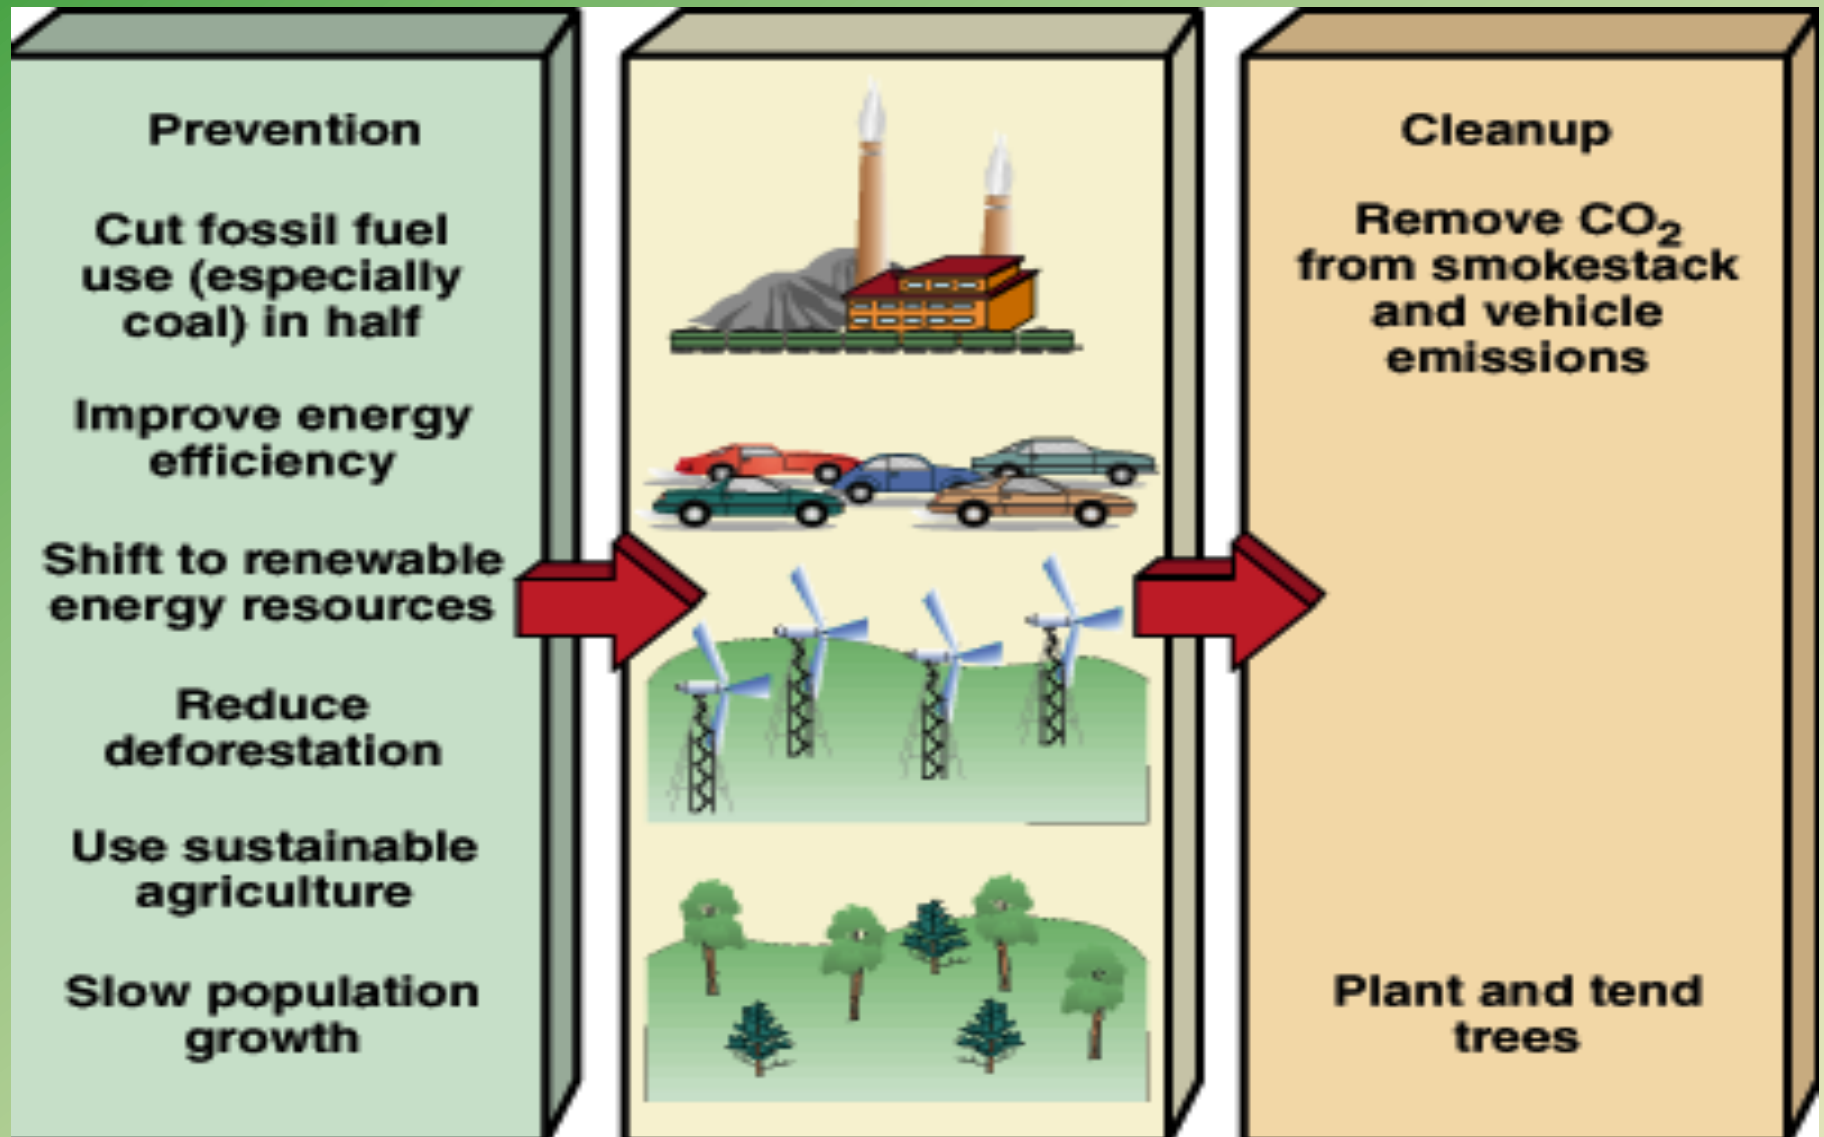 Prevention
Cut fossil fuel
use (especially
coal) in half
Improve energy
efficiency
Shift to renewable
energy resources
Reduce
deforestation
Use sustainable
agriculture
Slow population
growth
Cleanup
Remove CO₂
from smokestack
and vehicle
emissions
Plant and tend
trees